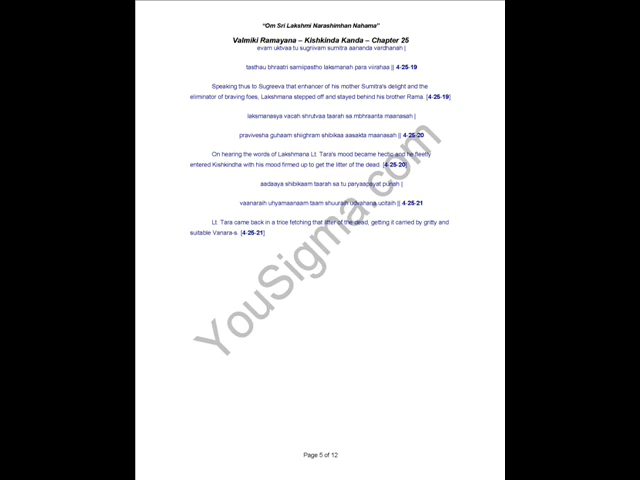 "Om Sri Lakshmi Narashimhan Nahama"
Valmiki Ramayana – Kishkinda Kanda – Chapter 25
evam uktvaa tu sugrivam sumitra aananda vardhanah |
tasthau bhraatri samiipastho laksmanah para viirahaa || 4-25-19
Speaking thus to Sugreeva that enhancer of his mother Sumitra's delight and the
eliminator of braving foes, Lakshmana stepped off and stayed behind his brother Rama. [4-25-19]
laksmanasya vacah shrutvaa taarah sa mbhraanta maanasah |
pravivesha guhaam shiighram shibikaa aasakta maanasah || 4-25-20
On hearing the words of Lakshmana Lt. Tara's mood became hectic and he fleetly
entered Kishkindha with his mood firmed up to get the litter of the dead. [4-25-20]
aadaaya shibikaam taarah sa tu paryaapayat punah |
vaanaraih uhyamaanaam taam shuuraih udvahana ucitaih || 4-25-21
Lt. Tara came back in a trice fetching that litter of the dead, getting it carried by gritty and
suitable Vanara-s. [4-25-21]
YouSigma.com
Page 5 of 12